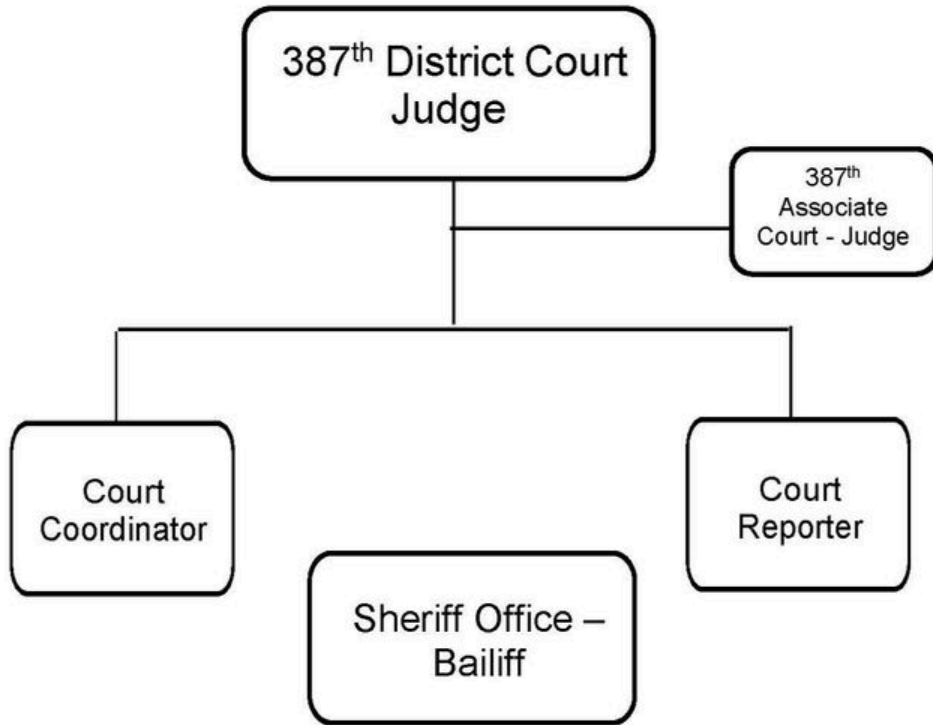 387th District Court
Judge
387th
Associate
Court - Judge
Court
Coordinator
Court
Reporter
Sheriff Office –
Bailiff